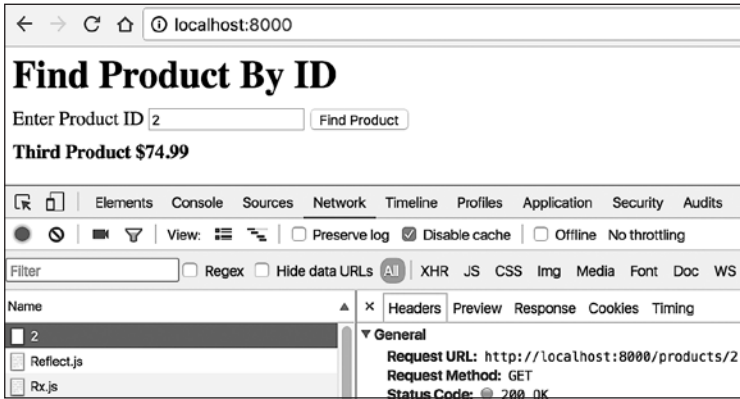 localhost:8000
Find Product By ID
Enter Product ID 2 Find Product
Third Product $74.99
Elements Console Sources Network Timeline Profiles Application Security Audits
View: Preserve log Disable cache Offline No throttling
Filter Regex Hide data URLs All XHR JS CSS Img Media Font Doc WS
Name × Headers Preview Response Cookies Timing
2 General
Request URL: http://localhost:8000/products/2
Reflect.js Request Method: GET
Rx.js Status Code: 200 OK